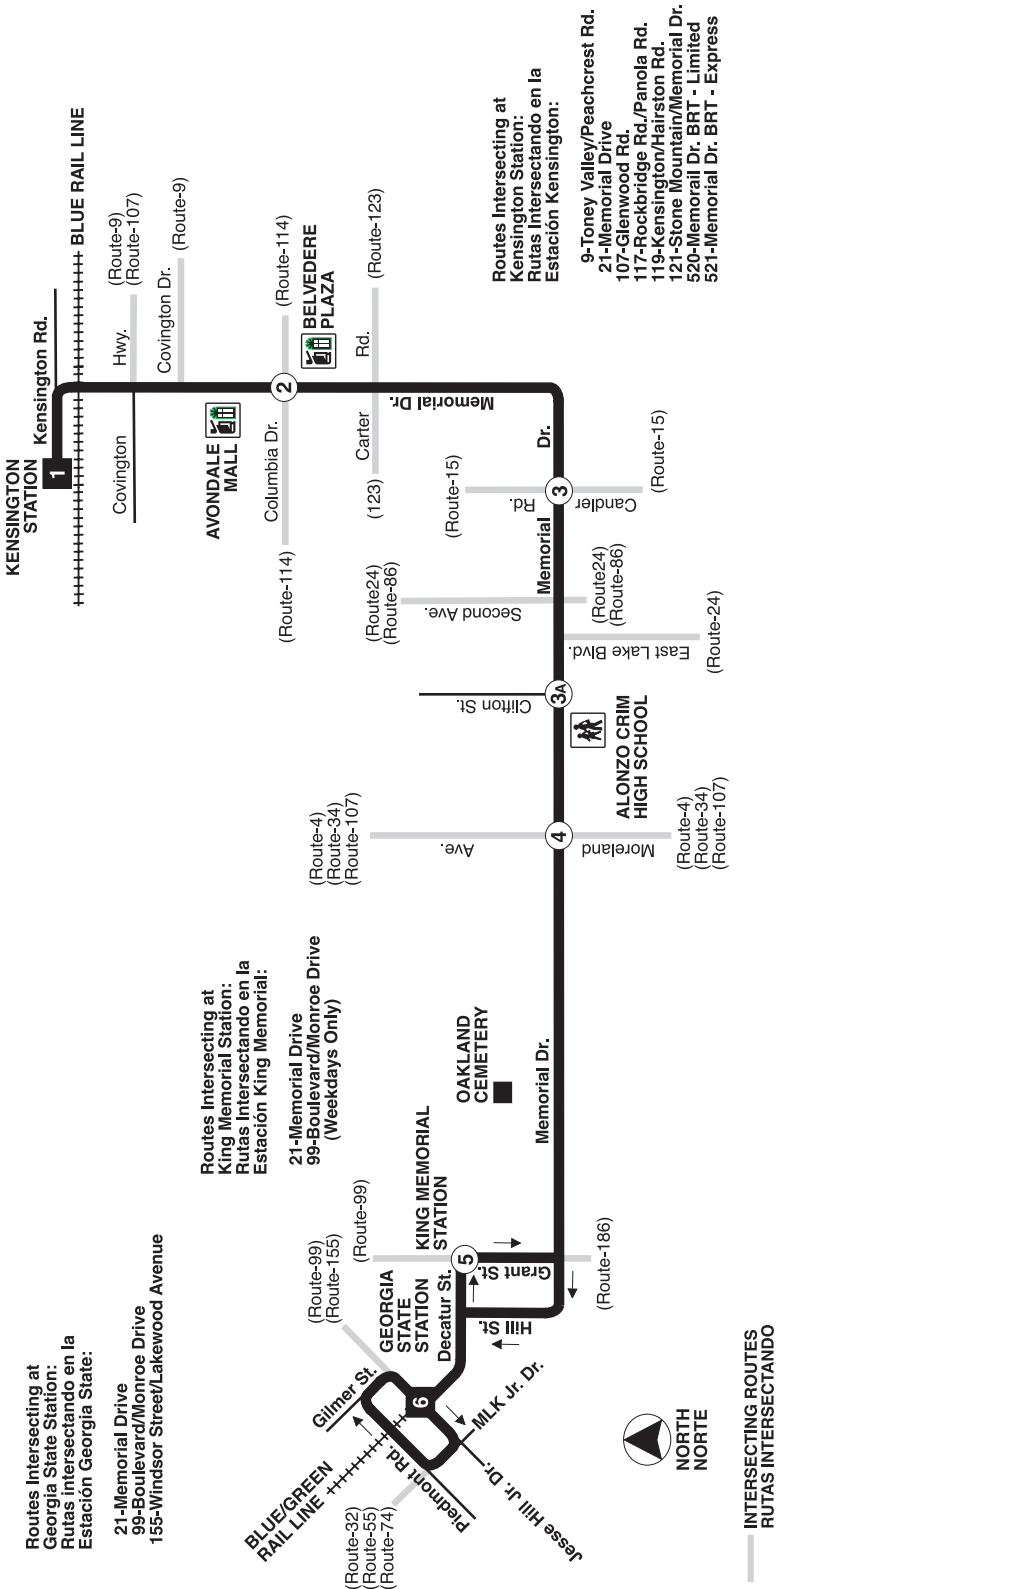 Routes Intersecting at
Georgia State Station:
Rutas intersectando en la
Estación Georgia State:
21-Memorial Drive
99-Boulevard/Monroe Drive
155-Windsor Street/Lakewood Avenue
Routes Intersecting at
King Memorial Station:
Rutas Intersectando en la
Estación King Memorial:
21-Memorial Drive
99-Boulevard/Monroe Drive
(Weekdays Only)
KENSINGTON
STATION
1
Kensington Rd.
BLUE RAIL LINE
Covington
Hwy.
(Route-9)
(Route-107)
Covington Dr.
(Route-9)
AVONDALE
MALL
(Route-114)
Columbia Dr.
2
(Route-114)
BELVEDERE
PLAZA
(123)
Carter
Rd.
(Route-123)
Memorial Dr.
Routes Intersecting at
Kensington Station:
Rutas Intersectando en la
Estación Kensington:
9-Toney Valley/Peachcrest Rd.
21-Memorial Drive
107-Glenwood Rd.
117-Rockbridge Rd./Panola Rd.
119-Kensington/Hairston Rd.
121-Stone Mountain/Memorial Dr.
520-Memorail Dr. BRT - Limited
521-Memorial Dr. BRT - Express
(Route-15)
Candler
3
Rd.
(Route-15)
Memorial
Dr.
(Route24)
(Route-86)
Second Ave.
(Route24)
(Route-86)
East Lake Blvd.
(Route-24)
Clifton St.
3A
ALONZO CRIM
HIGH SCHOOL
(Route-4)
(Route-34)
(Route-107)
Moreland
4
Ave.
(Route-4)
(Route-34)
(Route-107)
OAKLAND
CEMETERY
Memorial Dr.
KING MEMORIAL
STATION
(Route-99)
5
Grant St.
(Route-186)
Hill St.
Decatur St.
GEORGIA
STATE
STATION
(Route-99)
(Route-155)
Gilmer St.
6
MLK Jr. Dr.
Jesse Hill Jr. Dr.
Piedmont Rd.
BLUE/GREEN
RAIL LINE
(Route-32)
(Route-55)
(Route-74)
NORTH
NORTE
INTERSECTING ROUTES
RUTAS INTERSECTANDO